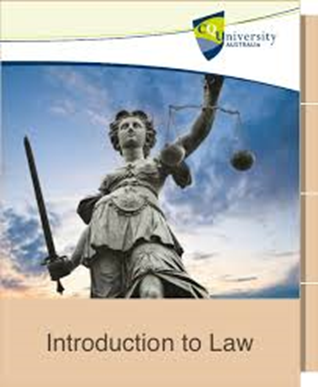 CQUniversity
AUSTRALIA
Introduction to Law